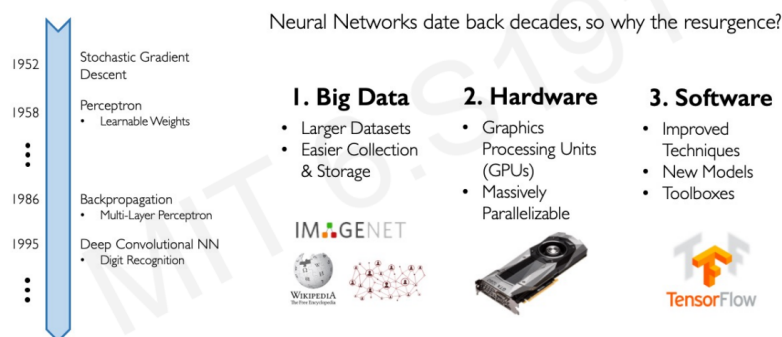 Neural Networks date back decades, so why the resurgence?
1952
Stochastic Gradient
Descent
1958
Perceptron
• Learnable Weights
1986
Backpropagation
• Multi-Layer Perceptron
1995
Deep Convolutional NN
• Digit Recognition
1. Big Data
• Larger Datasets
• Easier Collection
& Storage
IMAGENET
WIKIPEDIA
The Free Encyclopedia
2. Hardware
• Graphics
Processing Units
(GPUs)
• Massively
Parallelizable
3. Software
• Improved
Techniques
• New Models
• Toolboxes
TensorFlow
MIT 6.S191